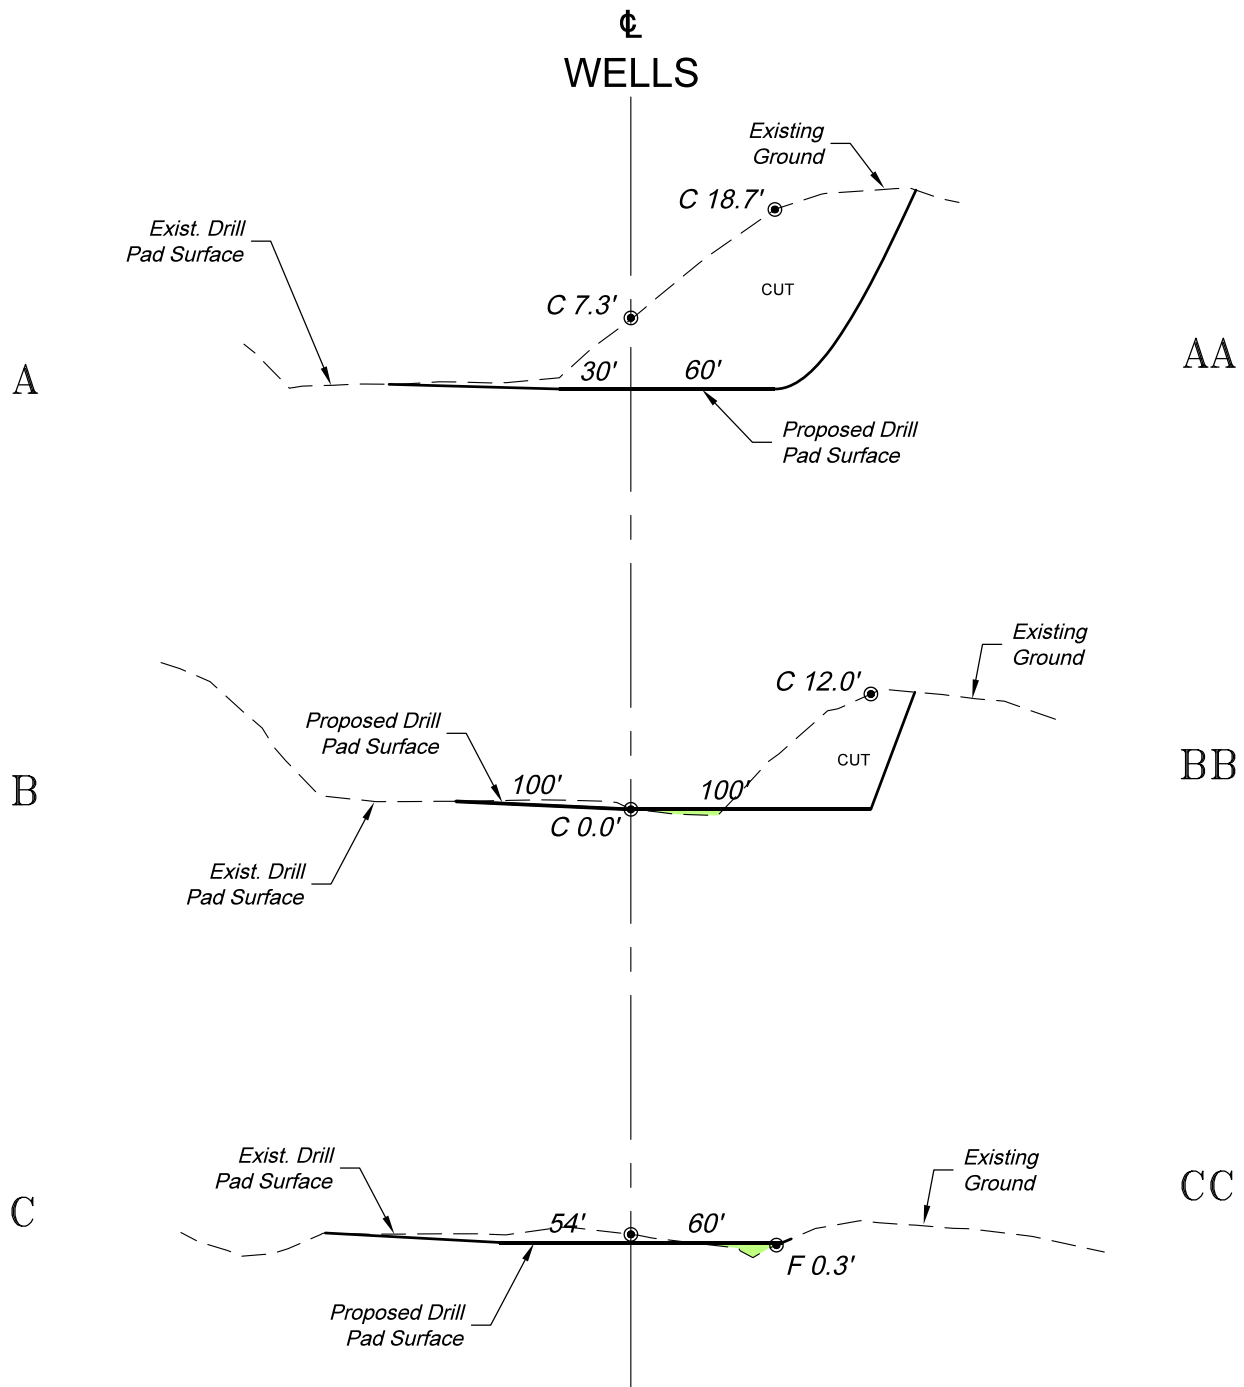 ℄
WELLS
Existing
Ground
C 18.7'
Exist. Drill
Pad Surface
C 7.3'
CUT
A
AA
30'
60'
Proposed Drill
Pad Surface
Existing
Ground
C 12.0'
Proposed Drill
Pad Surface
CUT
B
BB
100'
100'
C 0.0'
Exist. Drill
Pad Surface
Exist. Drill
Pad Surface
Existing
Ground
C
CC
54'
60'
F 0.3'
Proposed Drill
Pad Surface